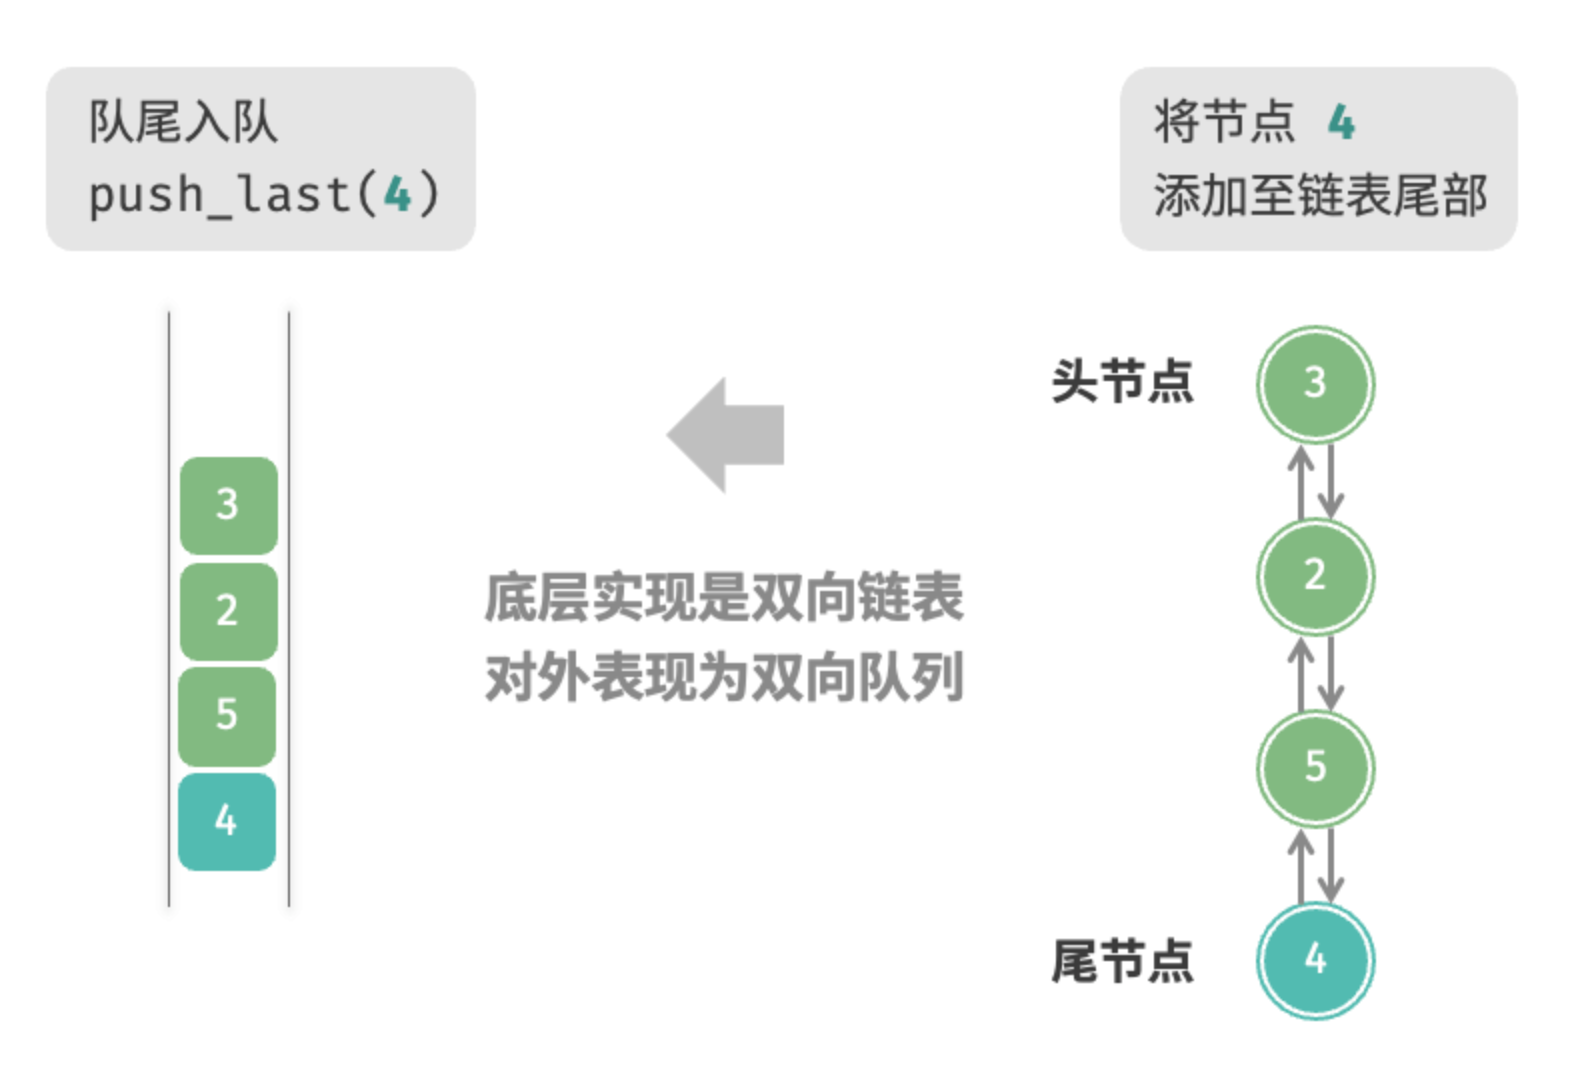 队尾入队
push_last(4)
将节点 4
添加至链表尾部
3
2
5
4
底层实现是双向链表
对外表现为双向队列
头节点
3
2
5
尾节点
4